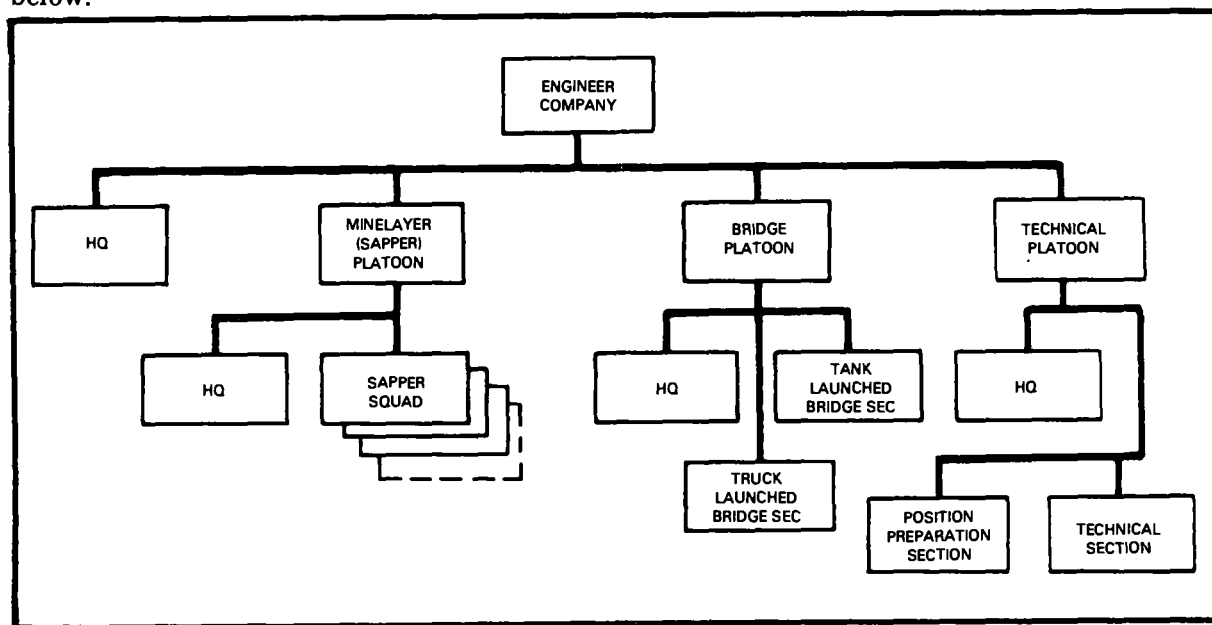 below.
ENGINEER
COMPANY
HQ
MINELAYER
(SAPPER)
PLATOON
BRIDGE
PLATOON
TECHNICAL
PLATOON
HQ
SAPPER
SQUAD
HQ
TANK
LAUNCHED
BRIDGE SEC
HQ
TRUCK
LAUNCHED
BRIDGE SEC
POSITION
PREPARATION
SECTION
TECHNICAL
SECTION